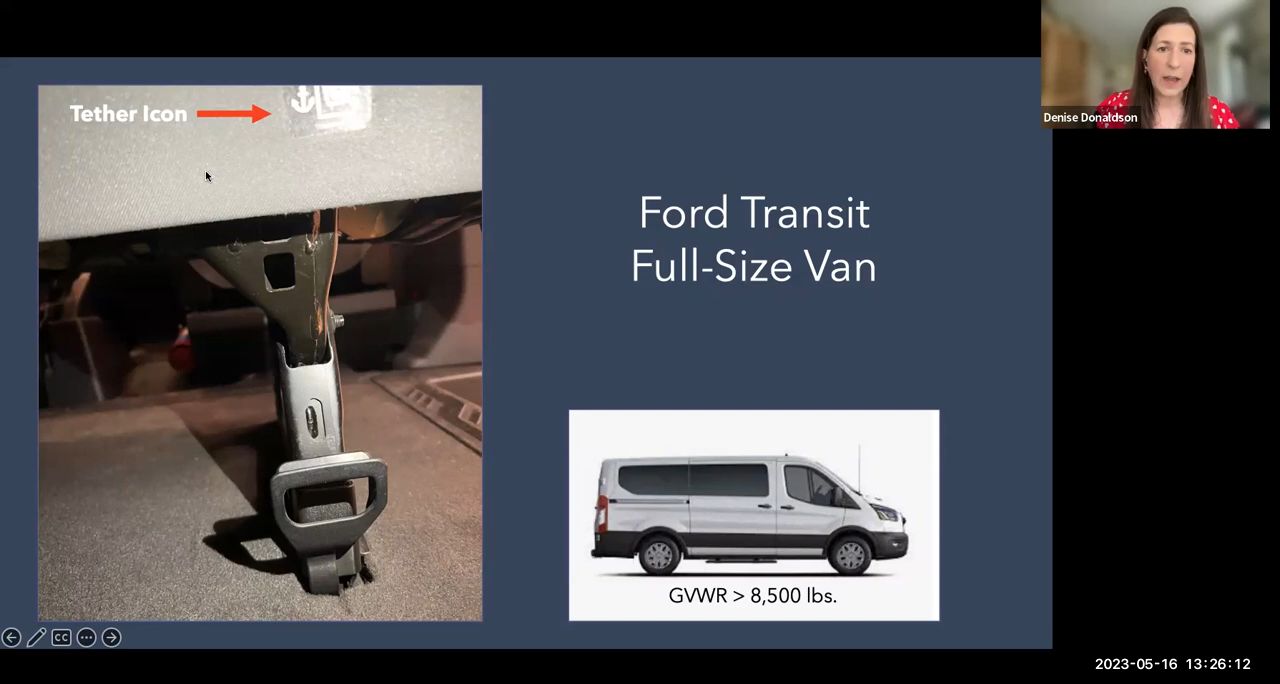 Tether Icon
Ford Transit
Full-Size Van
GVWR > 8,500 lbs.
CC
Denise Donaldson
2023-05-16 13:26:12